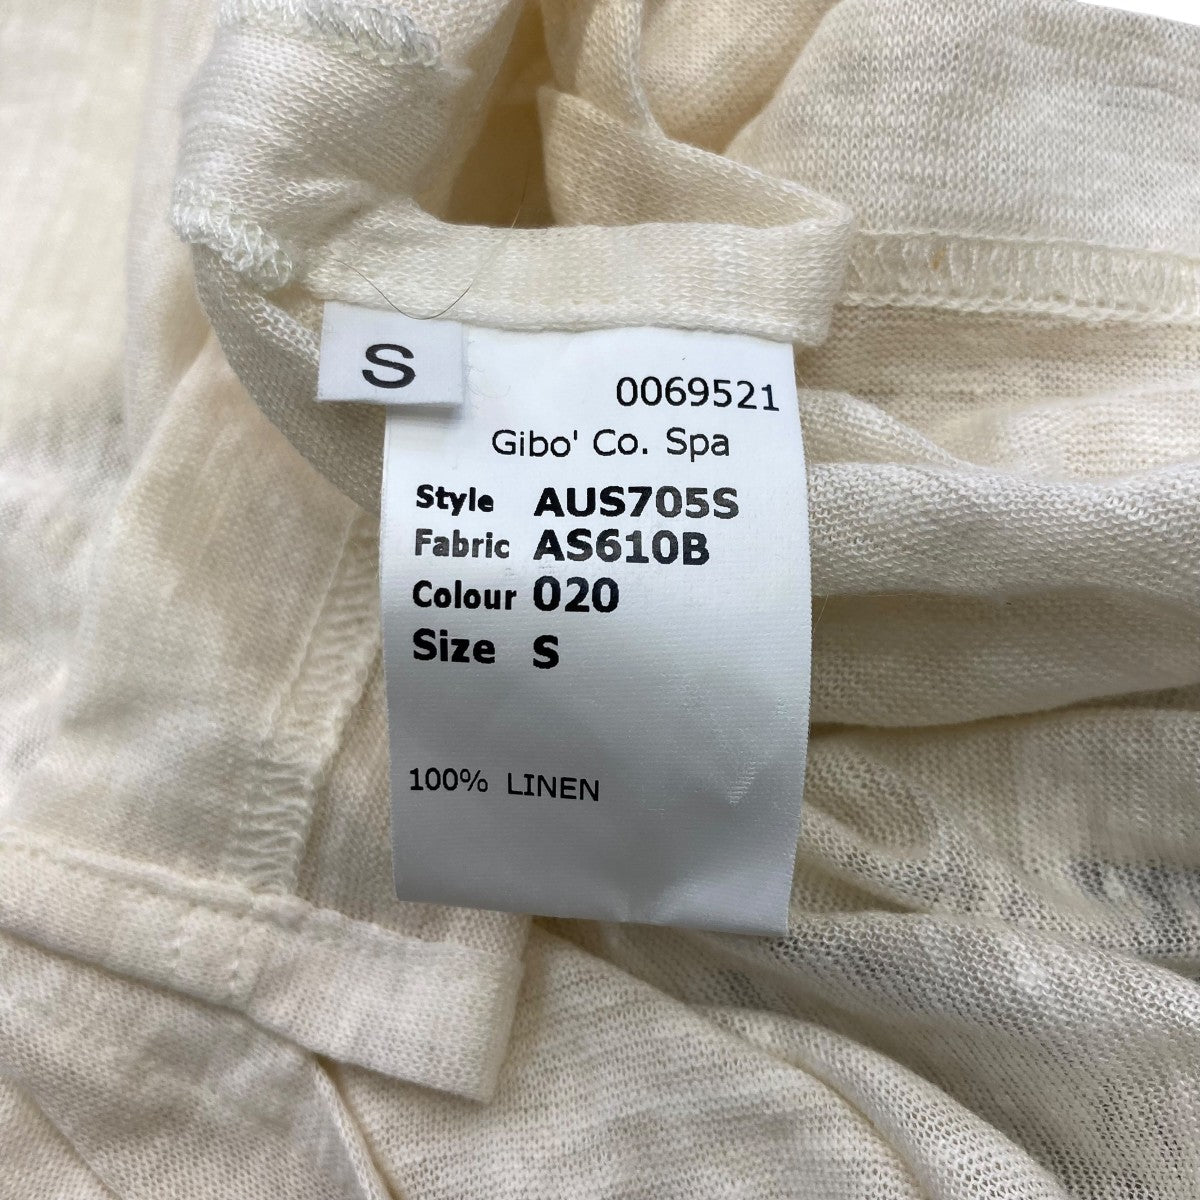 S
0069521
Gibo' Co. Spa
Style AUS705S
Fabric AS610B
Colour 020
Size S
100% LINEN